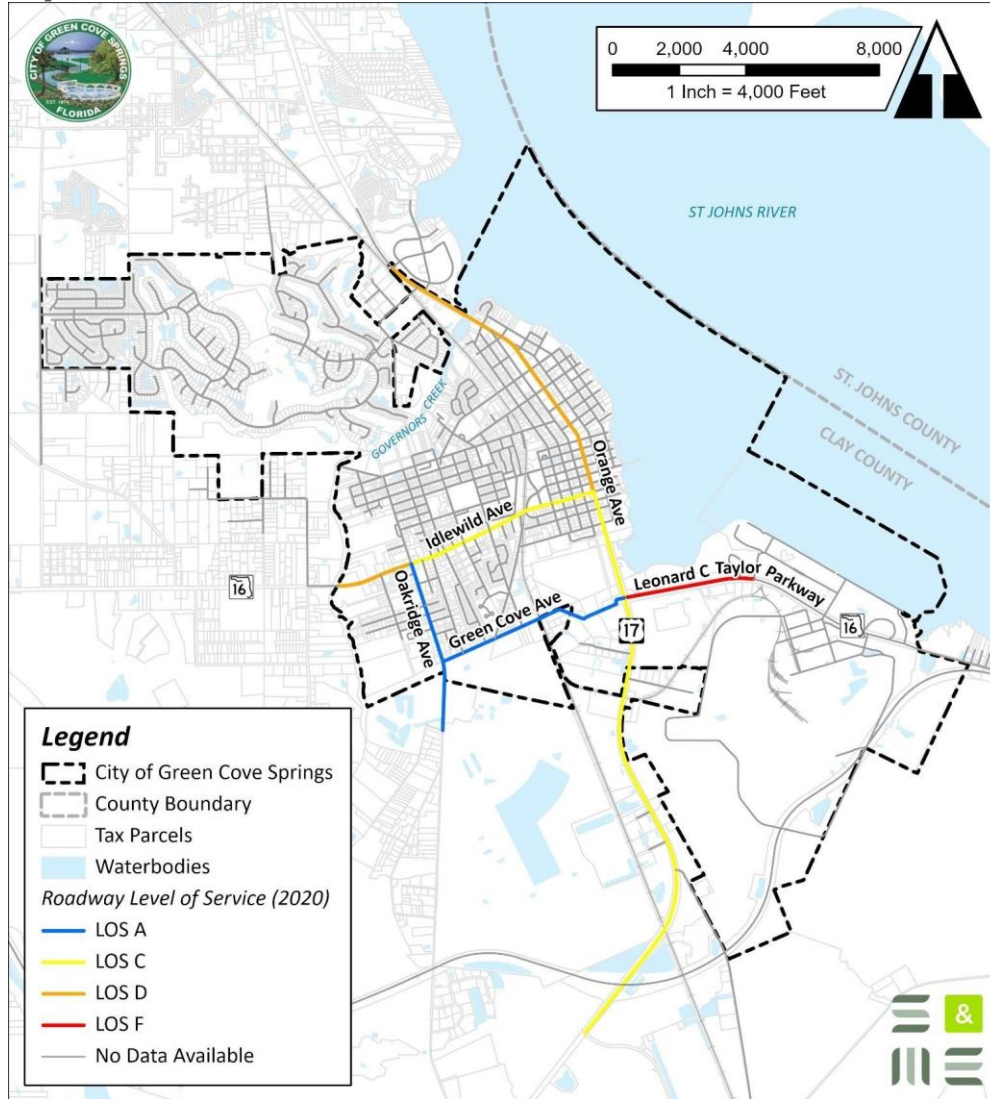 CITY OF GREEN COVE SPRINGS
EST. 1874
FLORIDA
0 2,000 4,000 8,000
1 Inch = 4,000 Feet
ST JOHNS RIVER
ST. JOHNS COUNTY
CLAY COUNTY
GOVERNORS CREEK
Orange Ave
Idlewild Ave
Leonard C Taylor Parkway
16
Oakridge Ave
Green Cove Ave
17
16
Legend
City of Green Cove Springs
County Boundary
Tax Parcels
Waterbodies
Roadway Level of Service (2020)
LOS A
LOS C
LOS D
LOS F
No Data Available
S &
ME